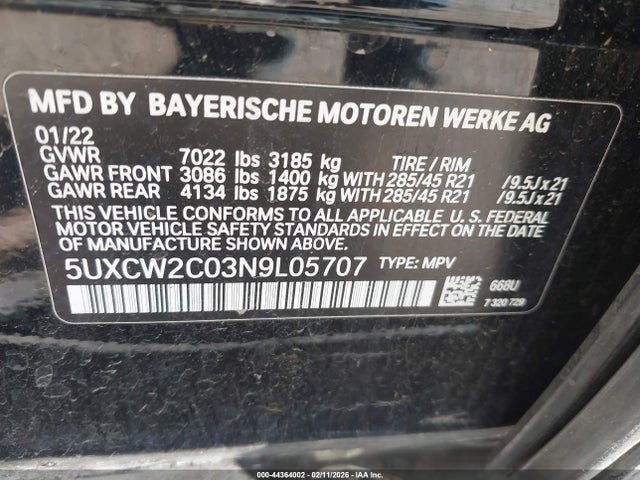 MFD BY BAYERISCHE MOTOREN WERKE AG
01/22
GVWR 7022 lbs 3185 kg TIRE / RIM
GAWR FRONT 3086 lbs 1400 kg WITH 285/45 R21 /9.5Jx21
GAWR REAR 4134 lbs 1875 kg WITH 285/45 R21 /9.5Jx21
THIS VEHICLE CONFORMS TO ALL APPLICABLE U. S. FEDERAL
MOTOR VEHICLE SAFETY STANDARDS IN EFFECT ON THE
DATE OF MANUFACTURE SHOWN ABOVE.
5UXCW2C03N9L05707 TYPE: MPV
668U
7 320 729
000-44364002 - 02/11/2026 - IAA Inc.